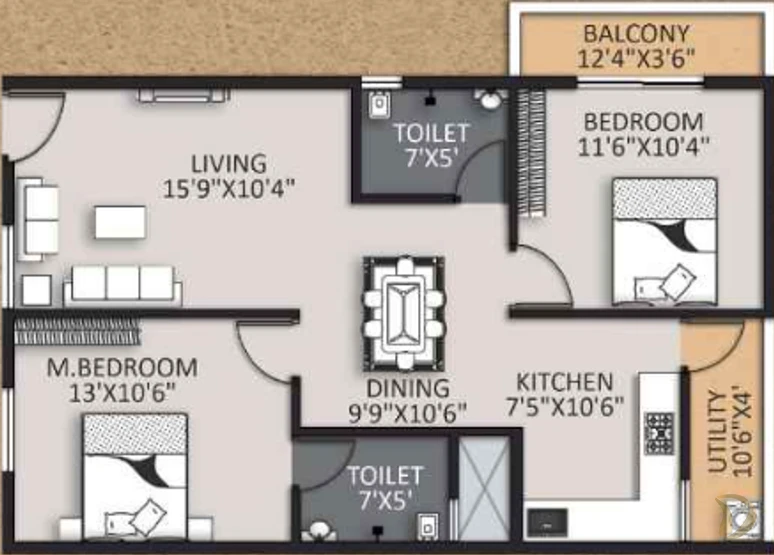 BALCONY
12'4"X3'6"
TOILET
7'X5'
BEDROOM
11'6"X10'4"
LIVING
15'9"X10'4"
M.BEDROOM
13'X10'6"
DINING
9'9"X10'6"
KITCHEN
7'5"X10'6"
UTILITY
10'6"X4'
TOILET
7'X5'